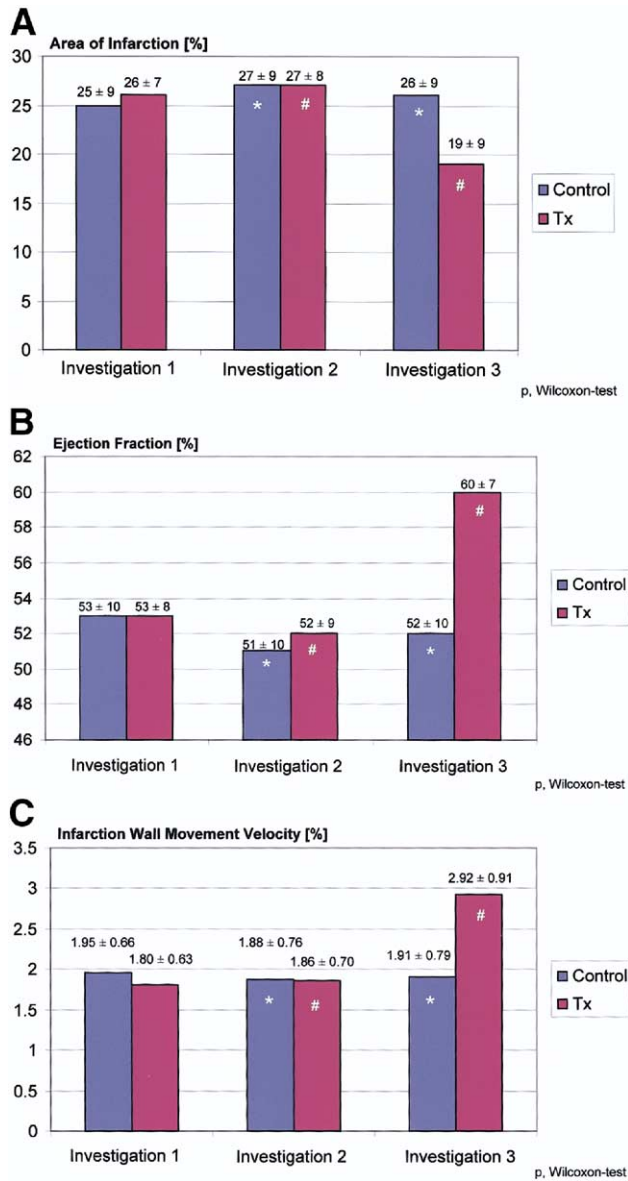 A
Area of Infarction [%]
30
25
20
15
10
5
0
25 ± 9
26 ± 7
27 ± 9
27 ± 8
26 ± 9
19 ± 9
*
#
*
#
Control
Tx
Investigation 1
Investigation 2
Investigation 3
p, Wilcoxon-test
B
Ejection Fraction [%]
62
60
58
56
54
52
50
48
46
53 ± 10
53 ± 8
51 ± 10
52 ± 9
52 ± 10
60 ± 7
*
#
*
#
Control
Tx
Investigation 1
Investigation 2
Investigation 3
p, Wilcoxon-test
C
Infarction Wall Movement Velocity [%]
3.5
3
2.5
2
1.5
1
0.5
0
1.95 ± 0.66
1.80 ± 0.63
1.88 ± 0.76
1.86 ± 0.70
1.91 ± 0.79
2.92 ± 0.91
*
#
*
#
Control
Tx
Investigation 1
Investigation 2
Investigation 3
p, Wilcoxon-test